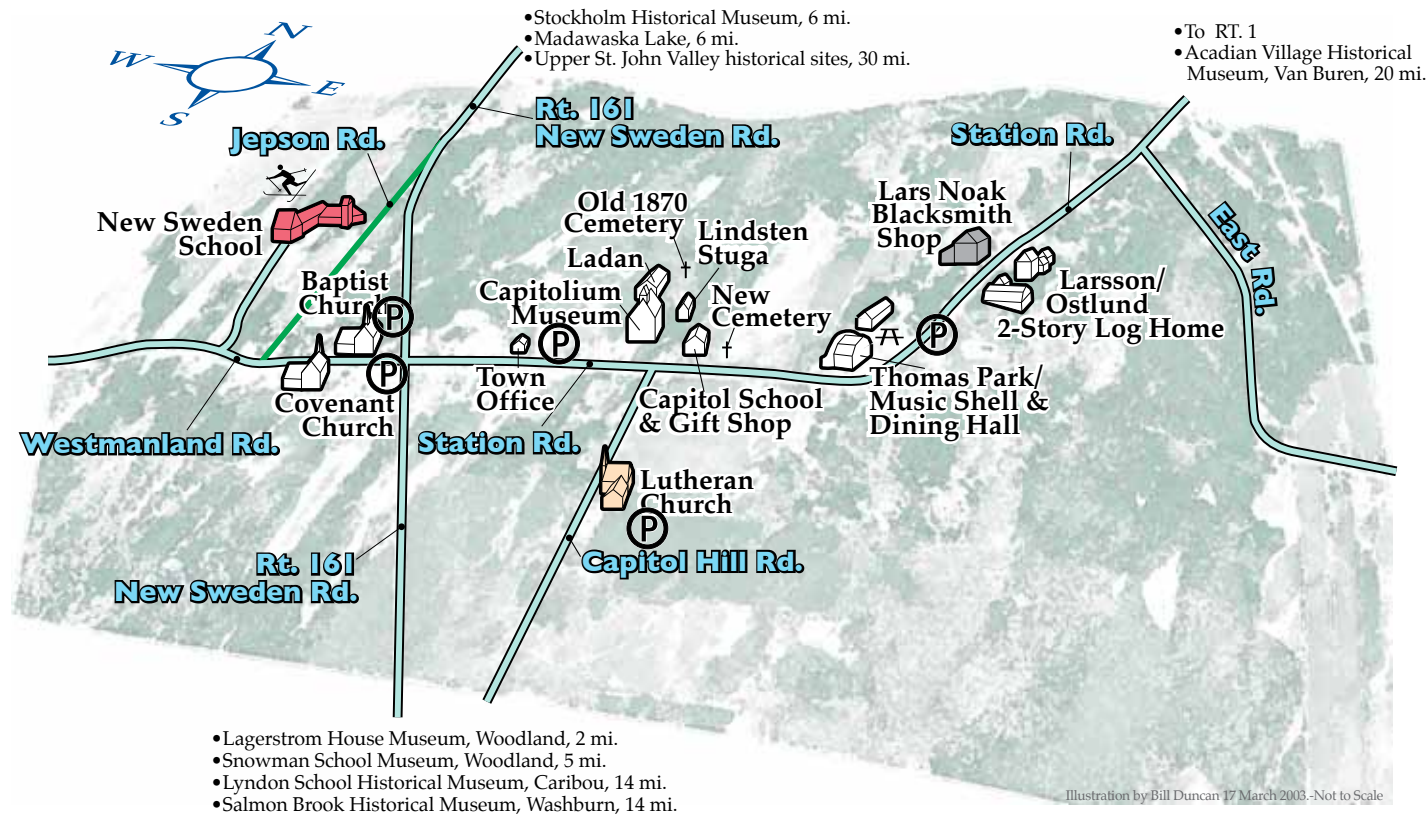 •Stockholm Historical Museum, 6 mi.
•Madawaska Lake, 6 mi.
•Upper St. John Valley historical sites, 30 mi.
•To RT. 1
•Acadian Village Historical
Museum, Van Buren, 20 mi.
N
W
E
S
Rt. 161
New Sweden Rd.
Jepson Rd.
Station Rd.
New Sweden
School
Old 1870
Cemetery
Ladan
Lindsten
Stuga
Lars Noak
Blacksmith
Shop
East Rd.
Baptist
Church
P
Capitolium
Museum
New
Cemetery
Larsson/
Ostlund
2-Story Log Home
P
P
P
Town
Office
Covenant
Church
Capitol School
& Gift Shop
Thomas Park/
Music Shell &
Dining Hall
Westmanland Rd.
Station Rd.
Lutheran
Church
P
Rt. 161
New Sweden Rd.
Capitol Hill Rd.
•Lagerstrom House Museum, Woodland, 2 mi.
•Snowman School Museum, Woodland, 5 mi.
•Lyndon School Historical Museum, Caribou, 14 mi.
•Salmon Brook Historical Museum, Washburn, 14 mi.
Illustration by Bill Duncan 17 March 2003.-Not to Scale